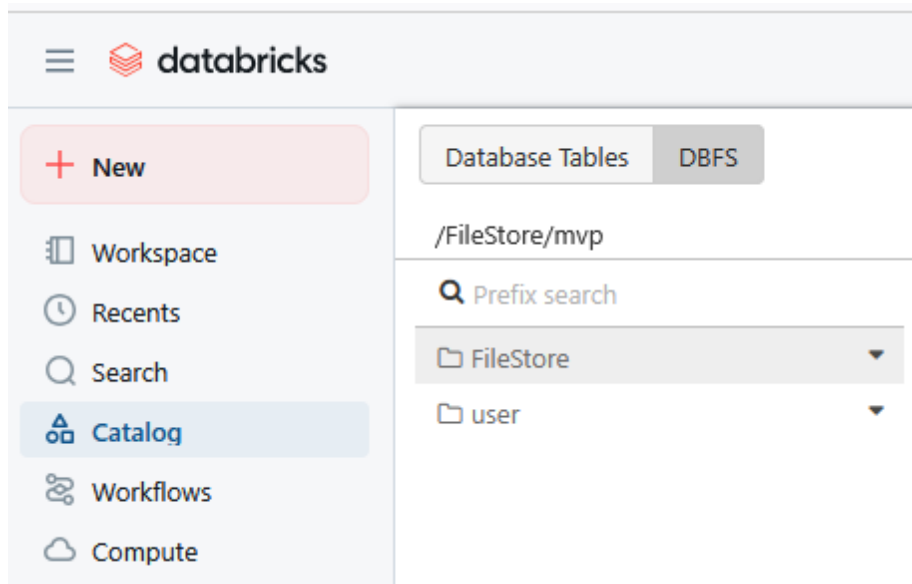 databricks
New
Workspace
Recents
Search
Catalog
Workflows
Compute
Database Tables DBFS
/FileStore/mvp
Prefix search
FileStore
user